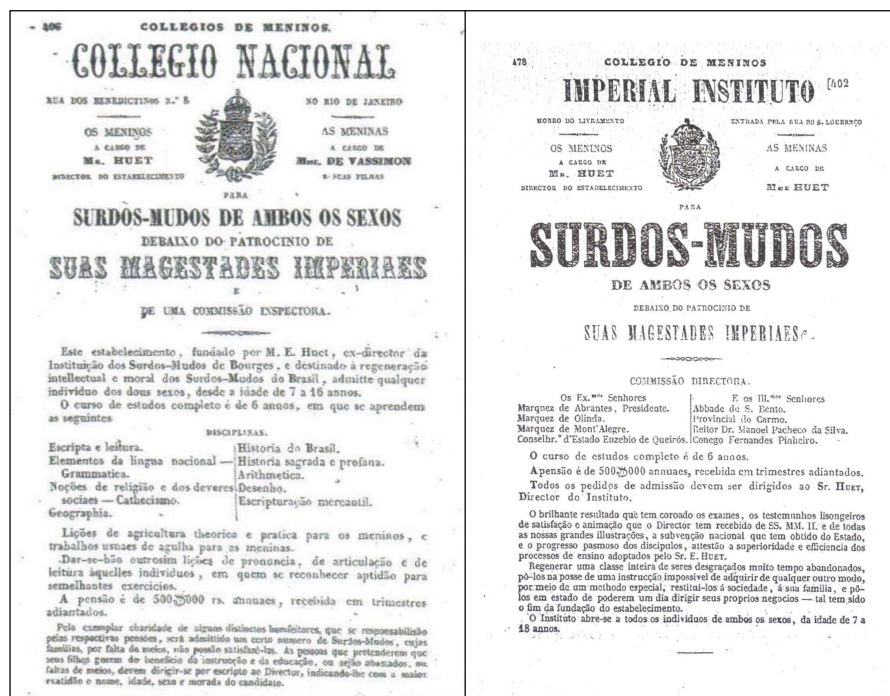 406 COLLEGIOS DE MENINOS.
COLLEGIO NACIONAL
RUA DOS BENEDICTINOS N.º 8 NO RIO DE JANEIRO
OS MENINOS AS MENINAS
A CARGO DE A CARGO DE
MR. HUET MME. DE VASSIMON
DIRECTOR DO ESTABELECIMENTO E SUAS FILHAS
PARA
SURDOS-MUDOS DE AMBOS OS SEXOS
DEBAIXO DO PATROCINIO DE
SUAS MAGESTADES IMPERIAES
E
DE UMA COMMISSÃO INSPECTORA.
Este estabelecimento, fundado por M. E. Huet, ex-director da
Instituição dos Surdos-Mudos de Bourges, e destinado à regeneração
intellectual e moral dos Surdos-Mudos do Brasil, admitte qualquer
individuo dos dous sexos, desde a idade de 7 a 16 annos.
O curso de estudos completo é de 6 annos, em que se aprendem
as seguintes
DISCIPLINAS.
Escripta e leitura.
Elementos da lingua nacional —
Grammatica.
Noções de religião e dos deveres
sociaes — Cathecismo.
Geographia.
Historia do Brasil.
Historia sagrada e profana.
Arithmetica.
Desenho.
Escripturação mercantil.
Lições de agricultura theorica e pratica para os meninos, e
trabalhos usuaes de agulha para as meninas.
Dar-se-hão outrosim lições de pronuncia, de articulação e de
leitura àquelles individuos, em quem se reconhecer aptidão para
semelhantes exercicios.
A pensão é de 500$000 rs. annuaes, recebida em trimestres
adiantados.
Pela exemplar charidade de alguns distinctos bemfeitores, que se responsabilisão
pelas respectivas pensões, será admittido um certo numero de Surdos-Mudos, cujas
familias, por falta de meios, não possão satisfazê-las. As pessoas que pretenderem que
seus filhos gozem do beneficio da instrucção e da educação, ou sejão abastados, ou
faltas de meios, devem dirigir-se por escripto ao Director, indicando-lhe com a maior
exatidão o nome, idade, sexo e morada do candidato.
478 COLLEGIO DE MENINOS
IMPERIAL INSTITUTO [402
MORRO DO LIVRAMENTO ENTRADA PELA RUA DE S. LOURENÇO
OS MENINOS AS MENINAS
A CARGO DE A CARGO DE
MR. HUET MME HUET
DIRECTOR DO ESTABELECIMENTO
PARA
SURDOS-MUDOS
DE AMBOS OS SEXOS
DEBAIXO DO PATROCINIO DE
SUAS MAGESTADES IMPERIAES
COMMISSÃO DIRECTORA.
Os Ex.mos Senhores
Marquez de Abrantes, Presidente.
Marquez de Olinda.
Marquez de Mont'Alegre.
Conselhr.º d'Estado Euzebio de Queirós.
E os Ill.mos Senhores
Abbade de S. Bento.
Provincial do Carmo.
Reitor Dr. Manoel Pacheco da Silva.
Conego Fernandes Pinheiro.
O curso de estudos completo é de 6 annos.
A pensão é de 500$000 annuaes, recebida em trimestres adiantados.
Todos os pedidos de admissão devem ser dirigidos ao Sr. HUET,
Director do Instituto.
O brilhante resultado que tem coroado os exames, os testemunhos lisongeiros
de satisfação e animação que o Director tem recebido de SS. MM. II. e de todas
as nossas grandes illustrações, a subvenção nacional que tem obtido do Estado,
e o progresso pasmoso dos discipulos, attestão a superioridade e efficiencia dos
processos de ensino adoptados pelo Sr. E. HUET.
Regenerar uma classe inteira de seres desgraçados muito tempo abandonados,
pô-los na posse de uma instrucção impossivel de adquirir de qualquer outro modo,
por meio de um methodo especial, restitui-los á sociedade, á sua familia, e pô-
los em estado de poderem um dia dirigir seus proprios negocios — tal tem sido
o fim da fundação do estabelecimento.
O Instituto abre-se a todos os individuos de ambos os sexos, da idade de 7 a
18 annos.